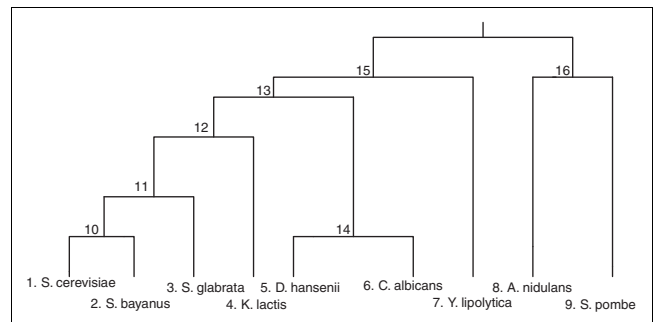 15
16
13
12
11
10
14
1. S. cerevisiae
2. S. bayanus
3. S. glabrata
4. K. lactis
5. D. hansenii
6. C. albicans
7. Y. lipolytica
8. A. nidulans
9. S. pombe